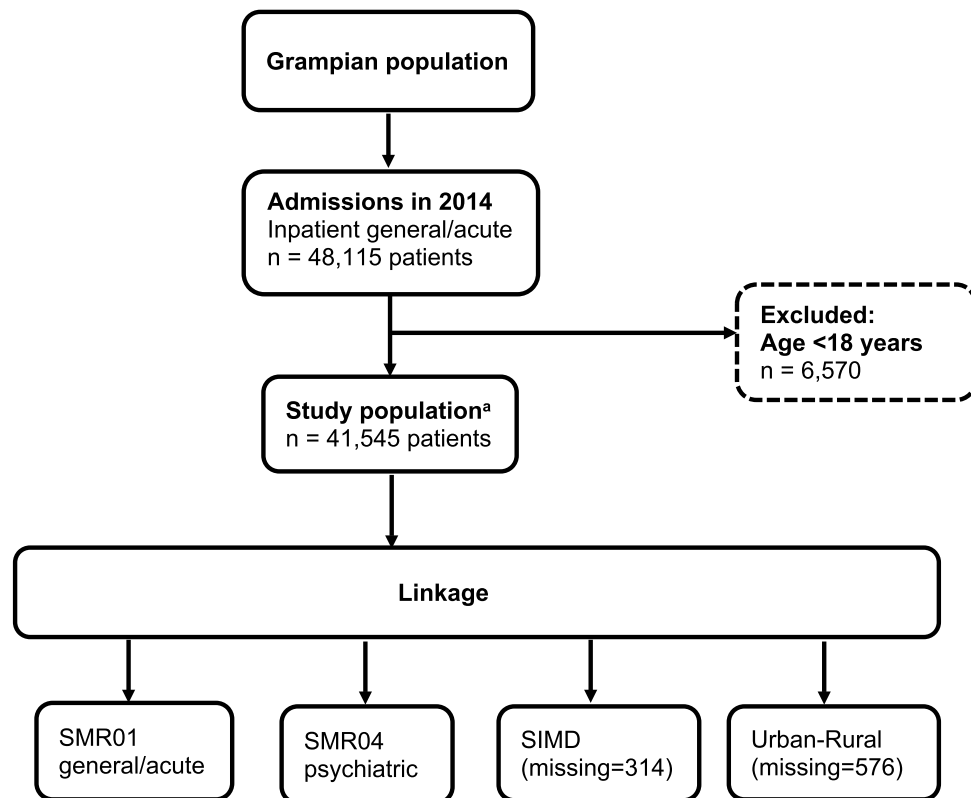 Grampian population
Admissions in 2014
Inpatient general/acute
n = 48,115 patients
Excluded:
Age <18 years
n = 6,570
Study populationᵃ
n = 41,545 patients
Linkage
SMR01
general/acute
SMR04
psychiatric
SIMD
(missing=314)
Urban-Rural
(missing=576)